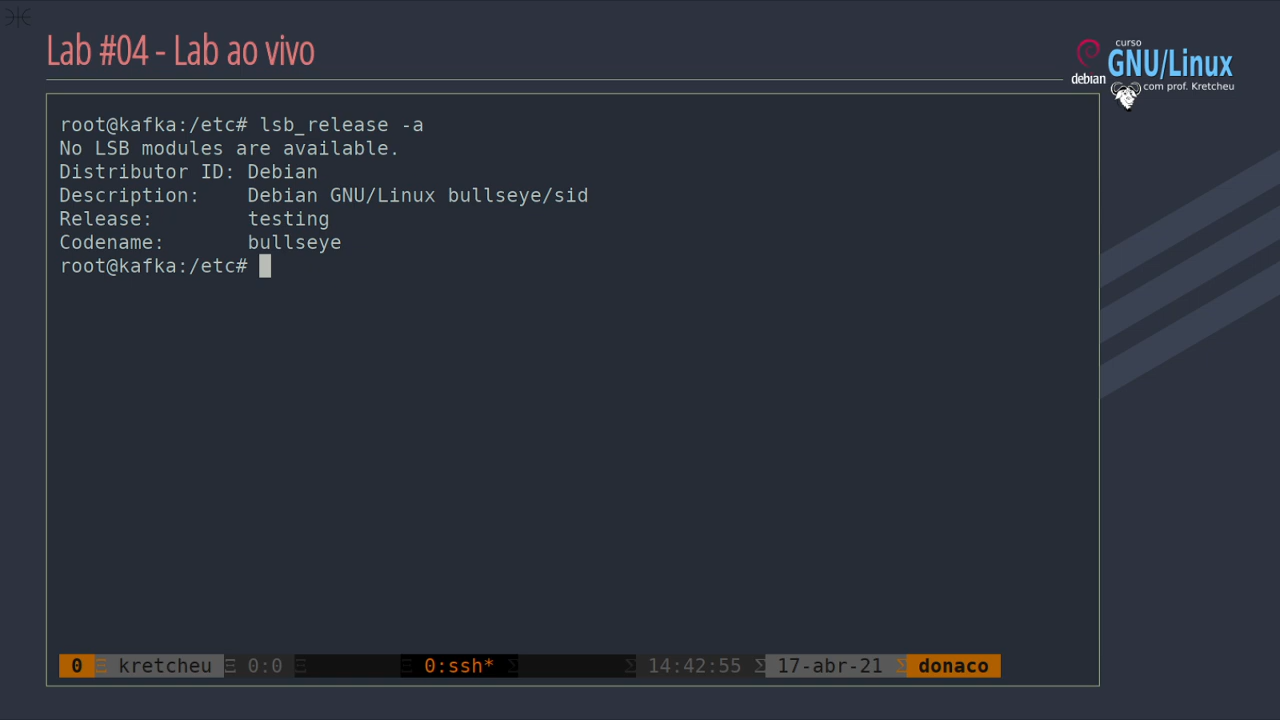 Lab #04 - Lab ao vivo
curso
GNU/Linux
debian
com prof. Kretcheu
root@kafka:/etc# lsb_release -a
No LSB modules are available.
Distributor ID: Debian
Description:    Debian GNU/Linux bullseye/sid
Release:        testing
Codename:       bullseye
root@kafka:/etc#
0 Ξ kretcheu Ξ 0:0 Ξ Ξ 0:ssh* Σ Σ 14:42:55 Σ 17-abr-21 Σ donaco